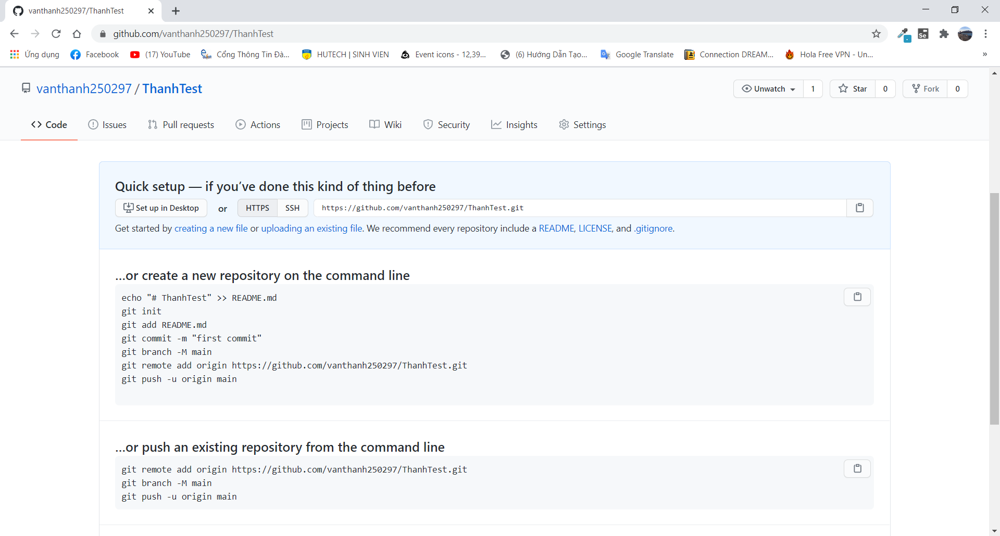 vanthanh250297/ThanhTest
github.com/vanthanh250297/ThanhTest
Se
Ứng dụng
Facebook
(17) YouTube
Cổng Thông Tin Đà...
HUTECH | SINH VIEN
Event icons - 12,39...
(6) Hướng Dẫn Tạo...
Google Translate
Connection DREAM...
Hola Free VPN - Un...
»
vanthanh250297 / ThanhTest
Unwatch 1
Star 0
Fork 0
Code
Issues
Pull requests
Actions
Projects
Wiki
Security
Insights
Settings
Quick setup — if you’ve done this kind of thing before
Set up in Desktop or HTTPS SSH https://github.com/vanthanh250297/ThanhTest.git
Get started by creating a new file or uploading an existing file. We recommend every repository include a README, LICENSE, and .gitignore.
…or create a new repository on the command line
echo "# ThanhTest" >> README.md
git init
git add README.md
git commit -m "first commit"
git branch -M main
git remote add origin https://github.com/vanthanh250297/ThanhTest.git
git push -u origin main
…or push an existing repository from the command line
git remote add origin https://github.com/vanthanh250297/ThanhTest.git
git branch -M main
git push -u origin main